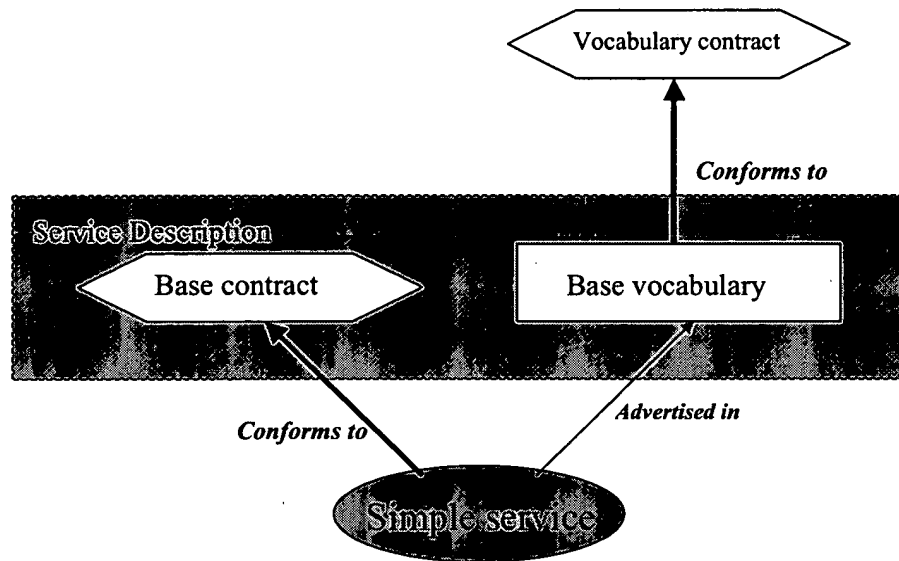 Vocabulary contract
Conforms to
Service Description
Base contract
Base vocabulary
Conforms to
Advertised in
Simple service